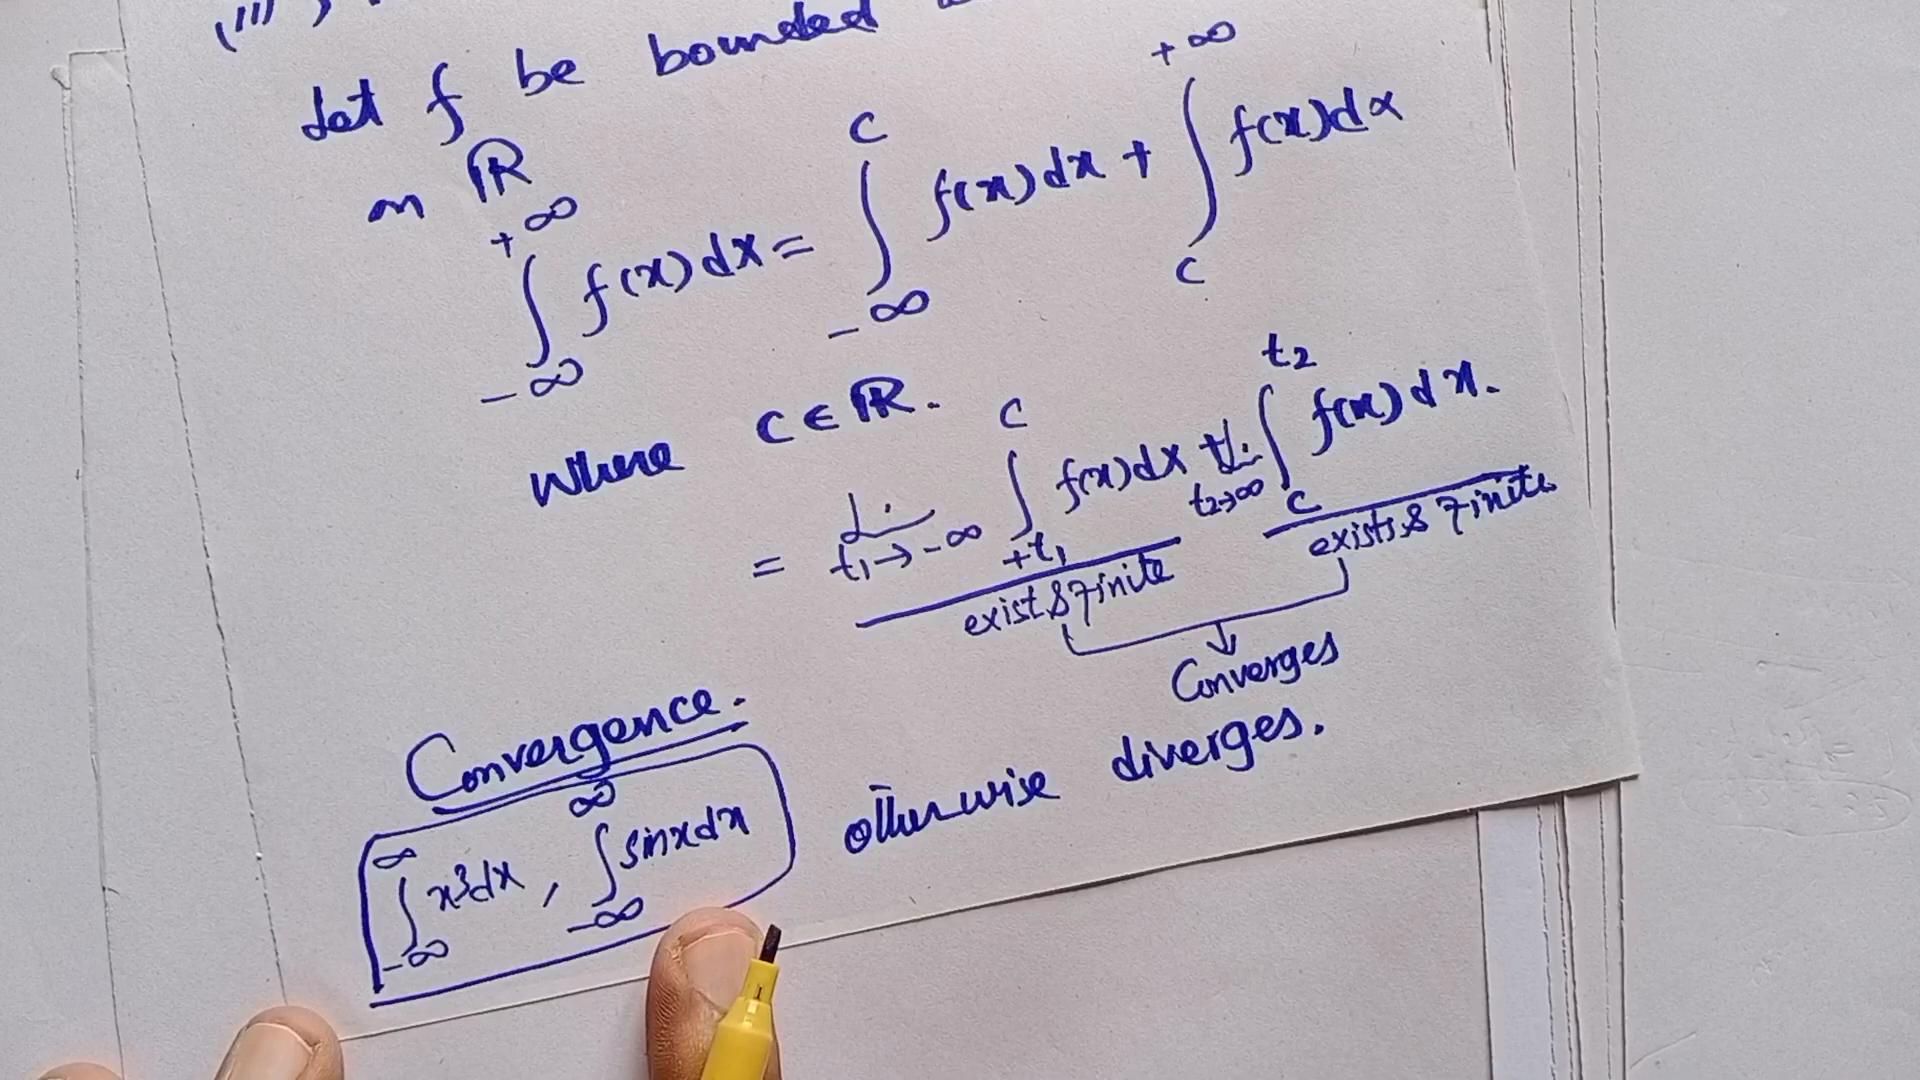 (iii)
Let f be bounded
on ℝ
∫_{-∞}^{+∞} f(x) dx = ∫_{-∞}^{c} f(x) dx + ∫_{c}^{+∞} f(x) dx
where c ∈ ℝ.
= Lt_{t₁→-∞} ∫_{+t₁}^{c} f(x) dx + Lt_{t₂→∞} ∫_{c}^{t₂} f(x) dx.
exist & finite exists & finite
Converges
Convergence.
otherwise diverges.
∫_{-∞}^{∞} x³dx , ∫_{-∞}^{∞} sinx dx